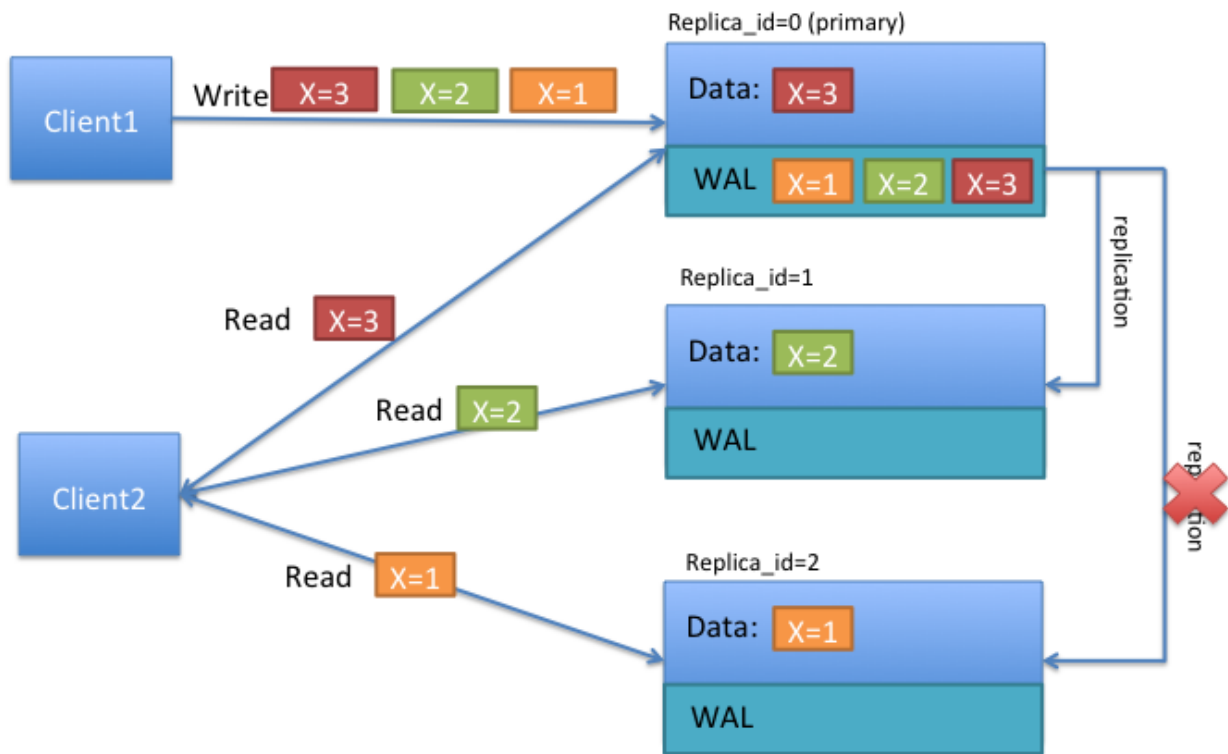 Replica_id=0 (primary)
Client1
Write X=3 X=2 X=1
Data: X=3
WAL X=1 X=2 X=3
replication
Replica_id=1
Read X=3
Data: X=2
Read X=2
WAL
Client2
Replica_id=2
Read X=1
Data: X=1
WAL